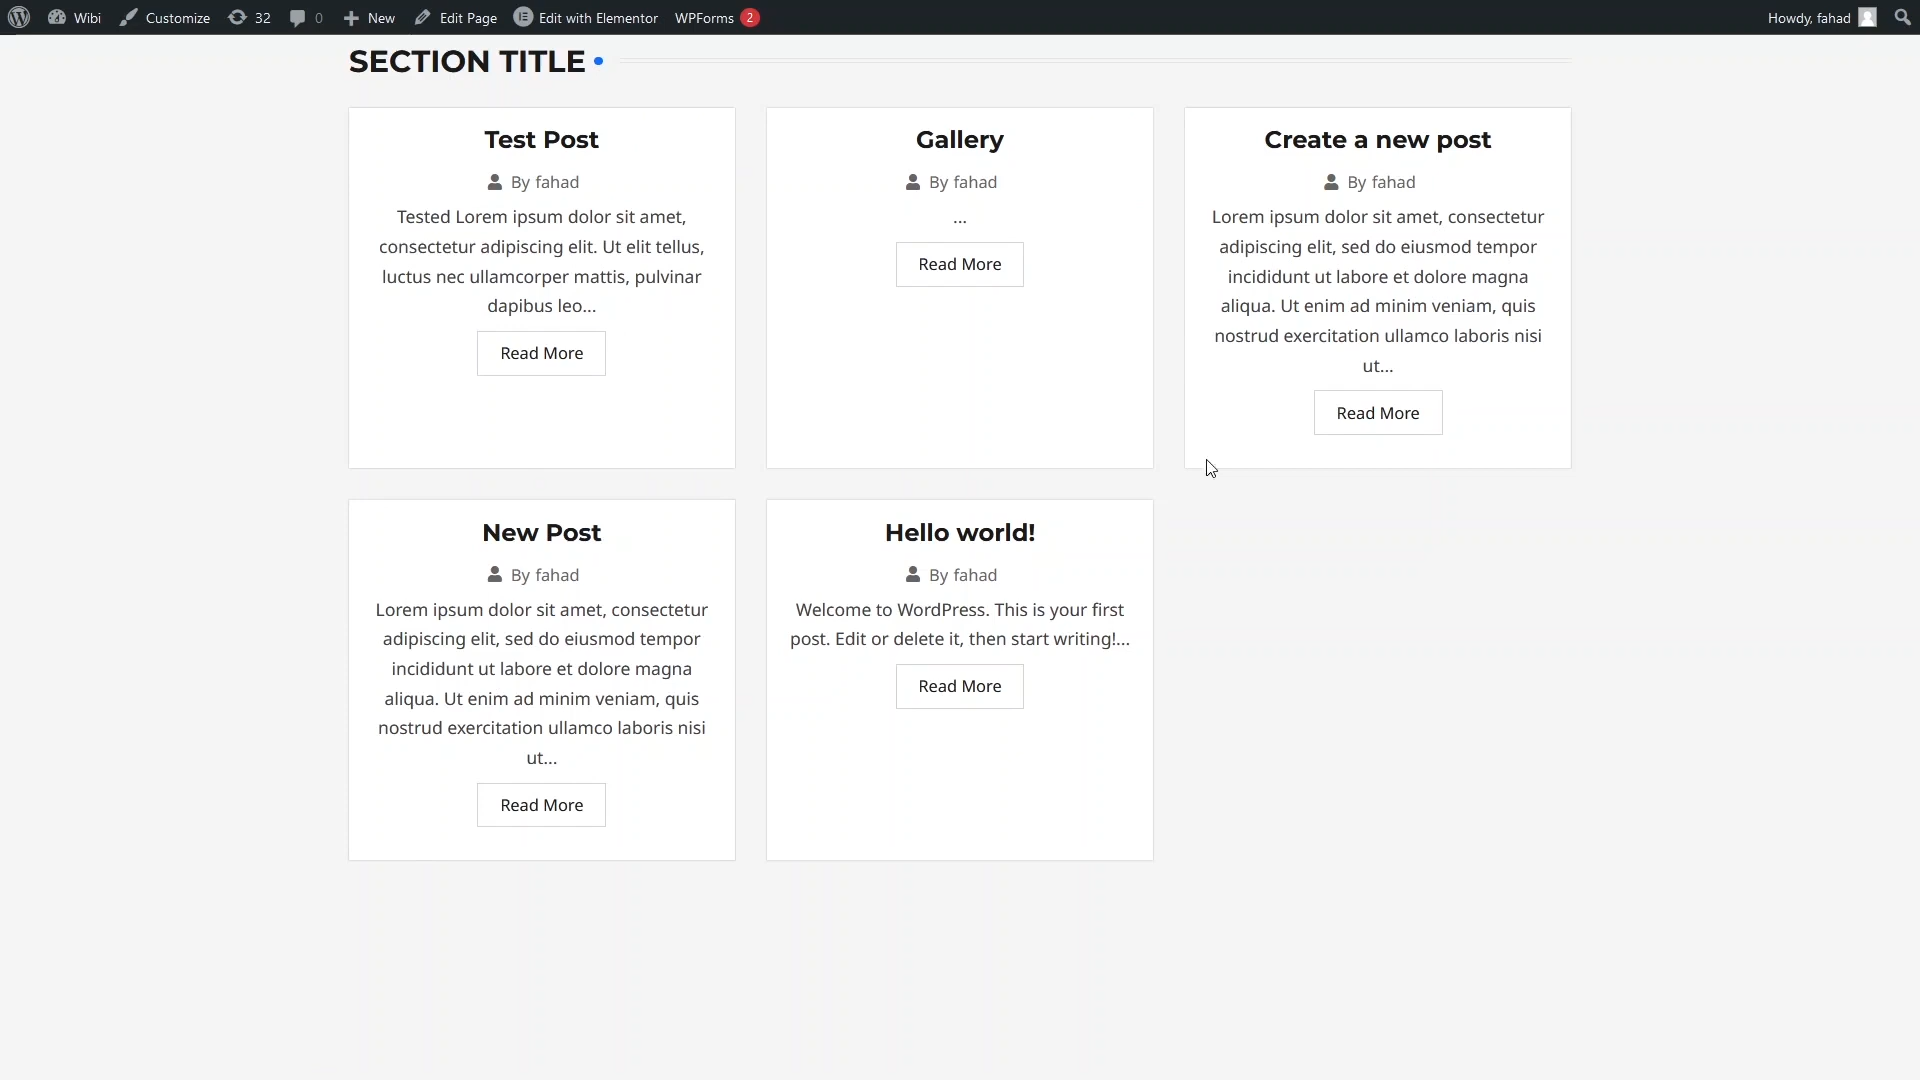 Wibi Customize 32 0 New Edit Page Edit with Elementor WPForms 2 Howdy, fahad
SECTION TITLE
Test Post
By fahad
Tested Lorem ipsum dolor sit amet,
consectetur adipiscing elit. Ut elit tellus,
luctus nec ullamcorper mattis, pulvinar
dapibus leo...
Read More
Gallery
By fahad
...
Read More
Create a new post
By fahad
Lorem ipsum dolor sit amet, consectetur
adipiscing elit, sed do eiusmod tempor
incididunt ut labore et dolore magna
aliqua. Ut enim ad minim veniam, quis
nostrud exercitation ullamco laboris nisi
ut...
Read More
New Post
By fahad
Lorem ipsum dolor sit amet, consectetur
adipiscing elit, sed do eiusmod tempor
incididunt ut labore et dolore magna
aliqua. Ut enim ad minim veniam, quis
nostrud exercitation ullamco laboris nisi
ut...
Read More
Hello world!
By fahad
Welcome to WordPress. This is your first
post. Edit or delete it, then start writing!...
Read More